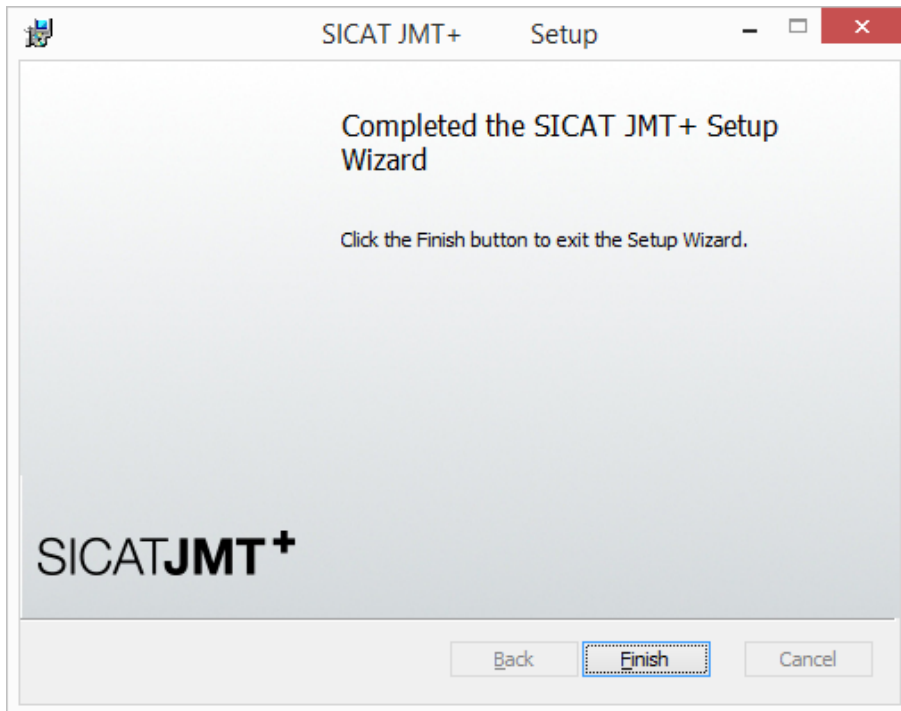 SICAT JMT+ Setup
Completed the SICAT JMT+ Setup
Wizard
Click the Finish button to exit the Setup Wizard.
SICATJMT+
Back Finish Cancel